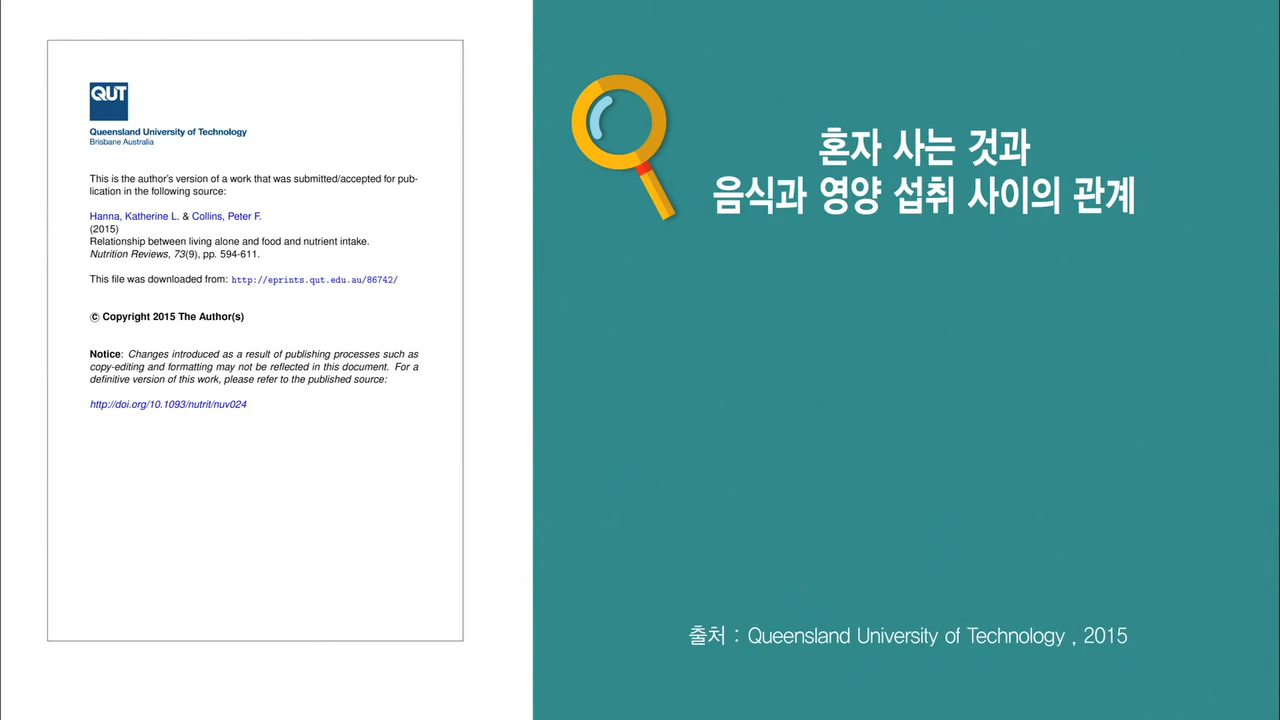 QUT
Queensland University of Technology
Brisbane Australia
This is the author's version of a work that was submitted/accepted for pub-
lication in the following source:
Hanna, Katherine L. & Collins, Peter F.
(2015)
Relationship between living alone and food and nutrient intake.
Nutrition Reviews, 73(9), pp. 594-611.
This file was downloaded from: http://eprints.qut.edu.au/86742/
© Copyright 2015 The Author(s)
Notice: Changes introduced as a result of publishing processes such as
copy-editing and formatting may not be reflected in this document. For a
definitive version of this work, please refer to the published source:
http://doi.org/10.1093/nutrit/nuv024
혼자 사는 것과
음식과 영양 섭취 사이의 관계
출처 : Queensland University of Technology , 2015